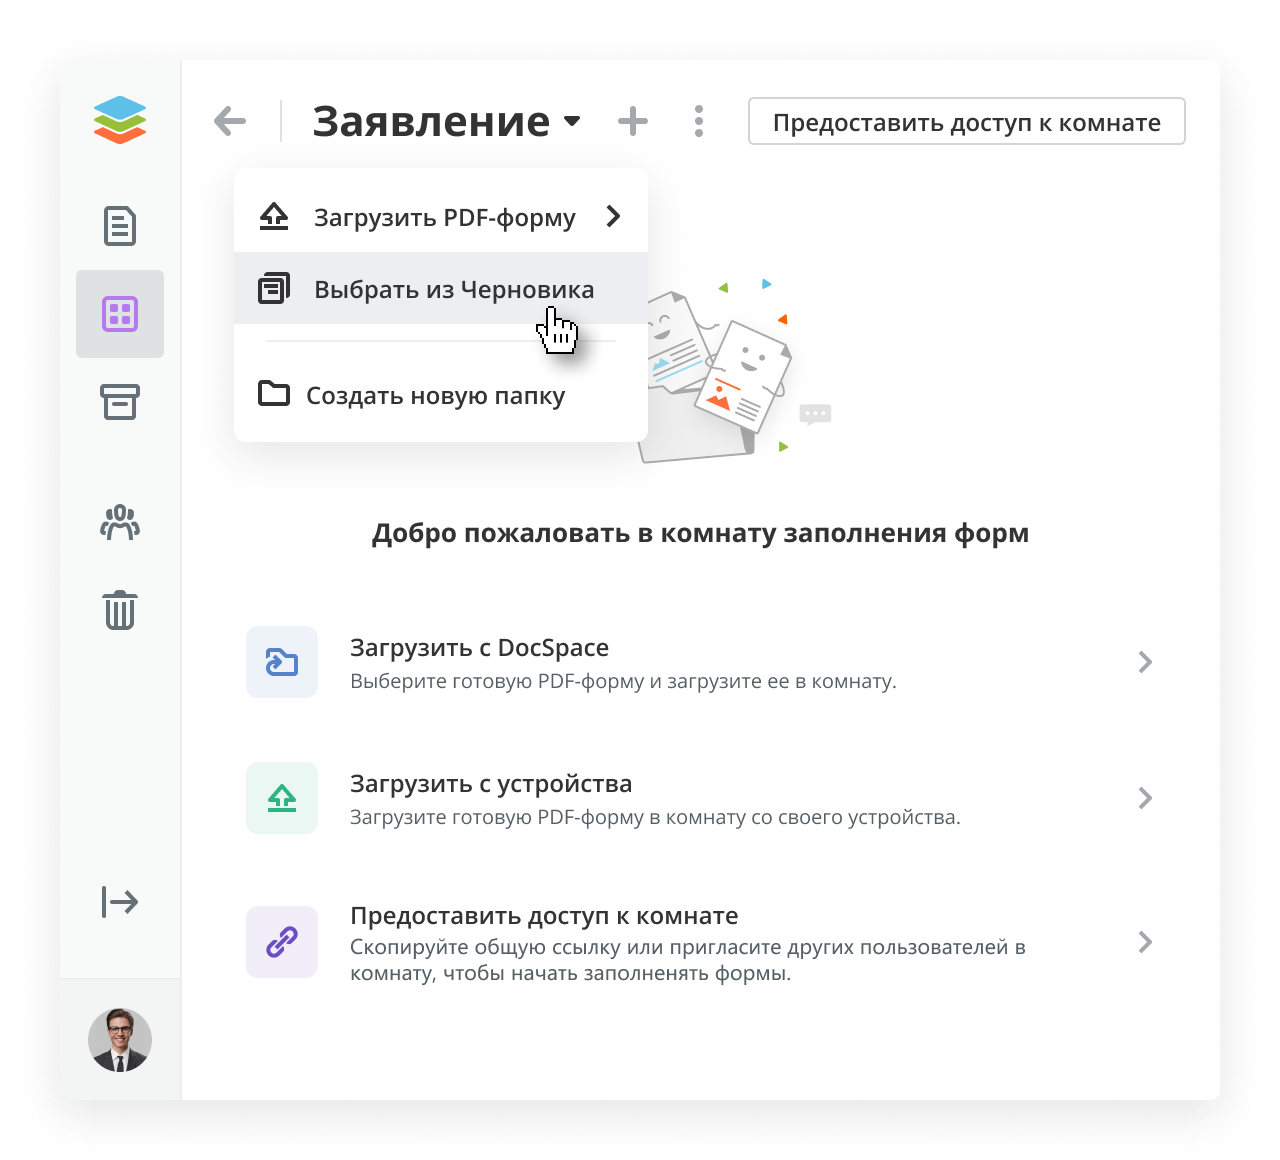 Заявление
Предоставить доступ к комнате
Загрузить PDF-форму
Выбрать из Черновика
Создать новую папку
Добро пожаловать в комнату заполнения форм
Загрузить с DocSpace
Выберите готовую PDF-форму и загрузите ее в комнату.
Загрузить с устройства
Загрузите готовую PDF-форму в комнату со своего устройства.
Предоставить доступ к комнате
Скопируйте общую ссылку или пригласите других пользователей в
комнату, чтобы начать заполненять формы.